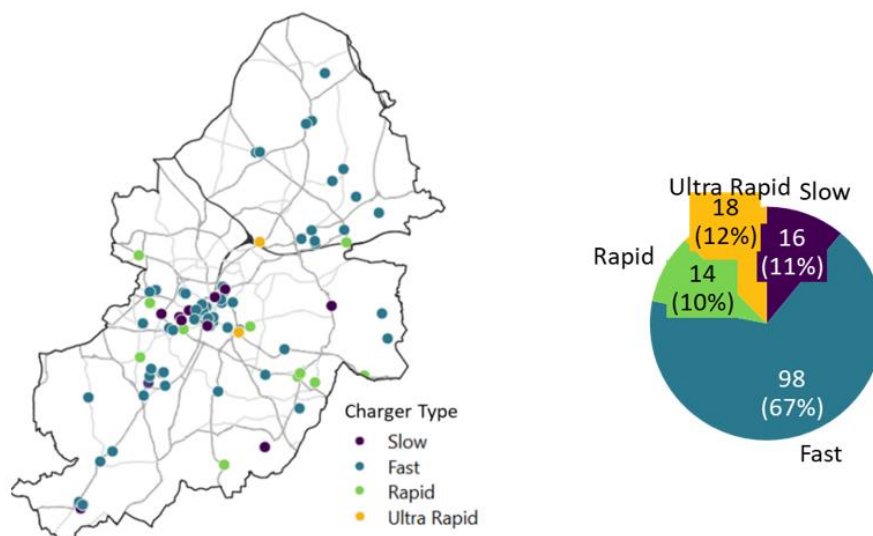 Charger Type
Slow
Fast
Rapid
Ultra Rapid
Ultra Rapid
18
(12%)
Slow
16
(11%)
Rapid
14
(10%)
98
(67%)
Fast